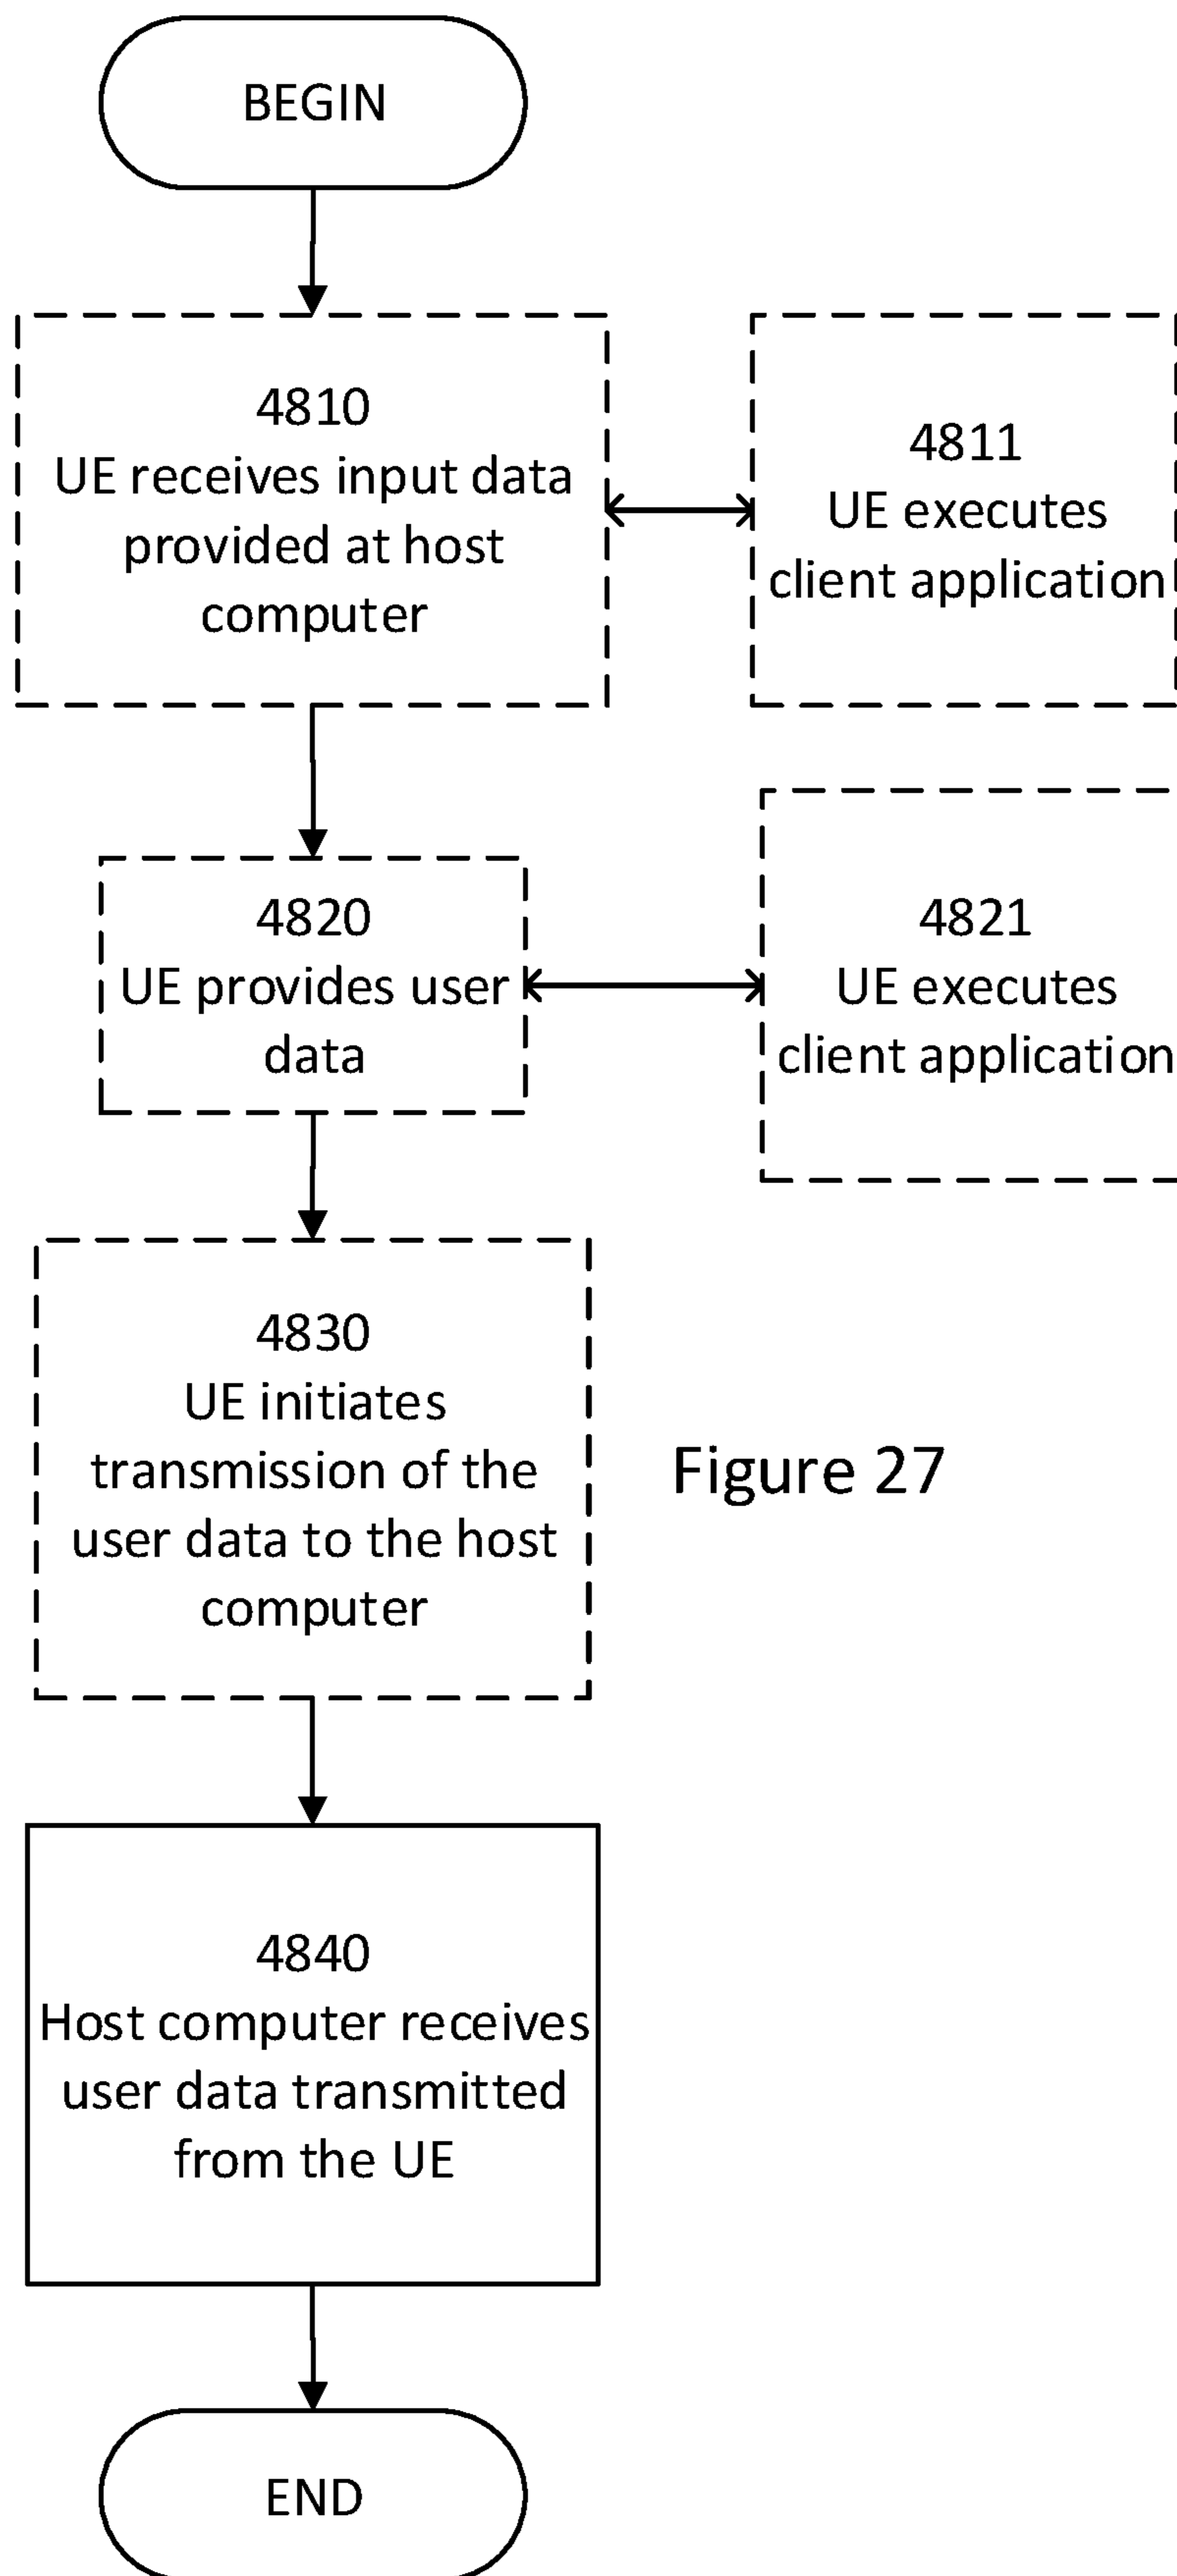 BEGIN
4810
UE receives input data
provided at host
computer
4811
UE executes
client application
4820
UE provides user
data
4821
UE executes
client application
4830
UE initiates
transmission of the
user data to the host
computer
Figure 27
4840
Host computer receives
user data transmitted
from the UE
END